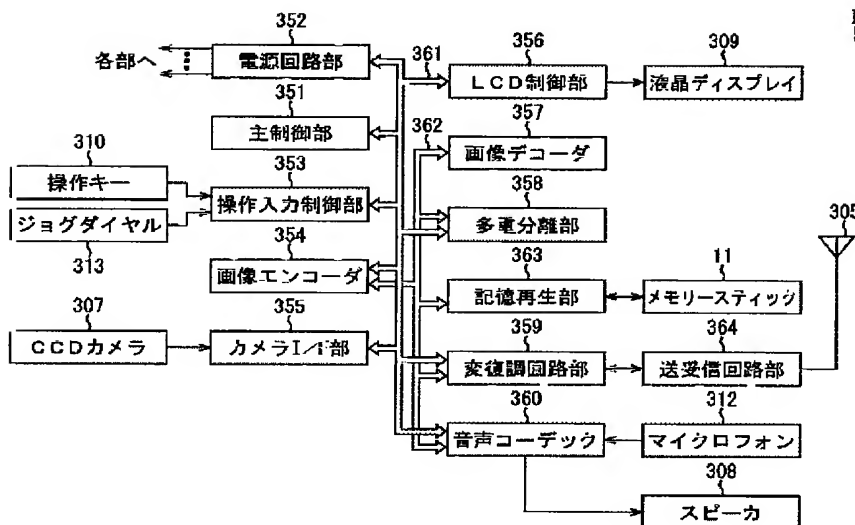 352
電源回路部
各部へ
361
356
LCD制御部
309
液晶ディスプレイ
351
主制御部
362
357
画像デコーダ
310
操作キー
353
操作入力制御部
ジョグダイヤル
313
358
多重分離部
305
354
画像エンコーダ
363
記憶再生部
11
メモリースティック
307
CCDカメラ
355
カメラI/F部
359
変復調回路部
364
送受信回路部
360
音声コーデック
312
マイクロフォン
308
スピーカ